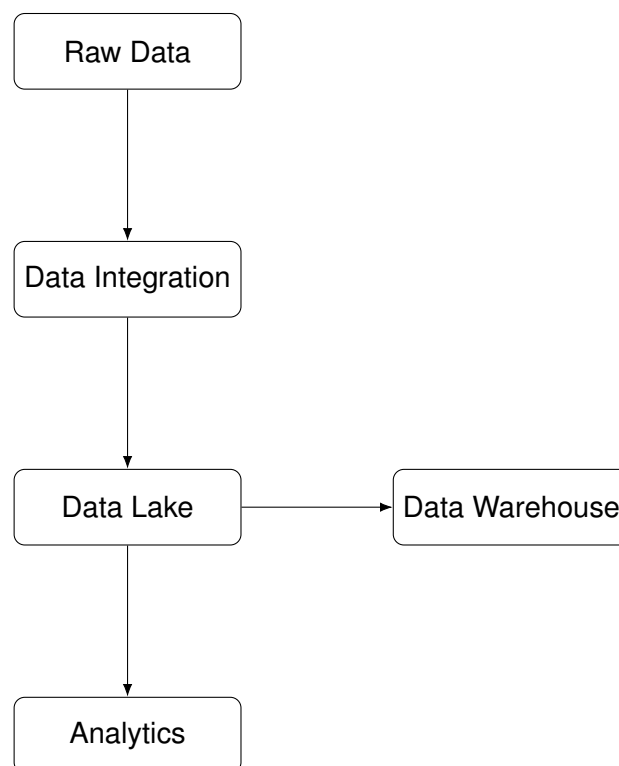 Raw Data
Data Integration
Data Lake
Data Warehouse
Analytics